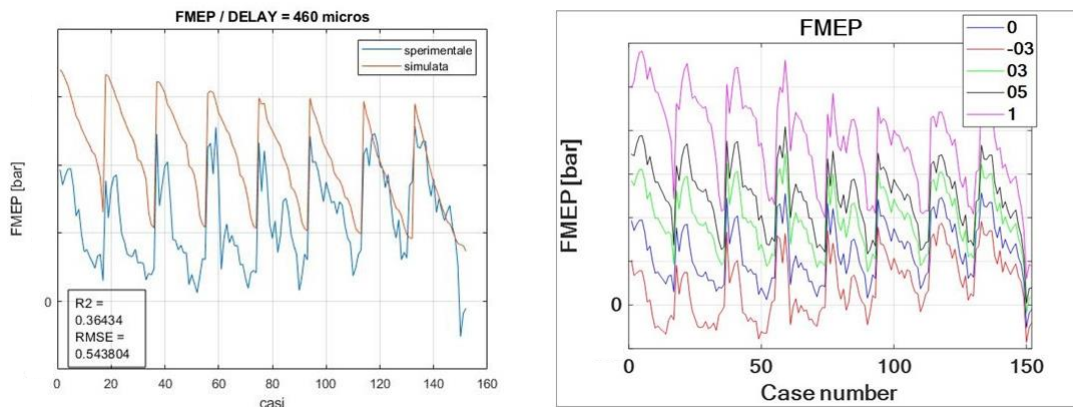 FMEP / DELAY = 460 micros
sperimentale
simulata
FMEP [bar]
0
R2 =
0.36434
RMSE =
0.543804
0 20 40 60 80 100 120 140 160
casi
FMEP
0
-03
03
05
1
FMEP [bar]
0
0 50 100 150
Case number